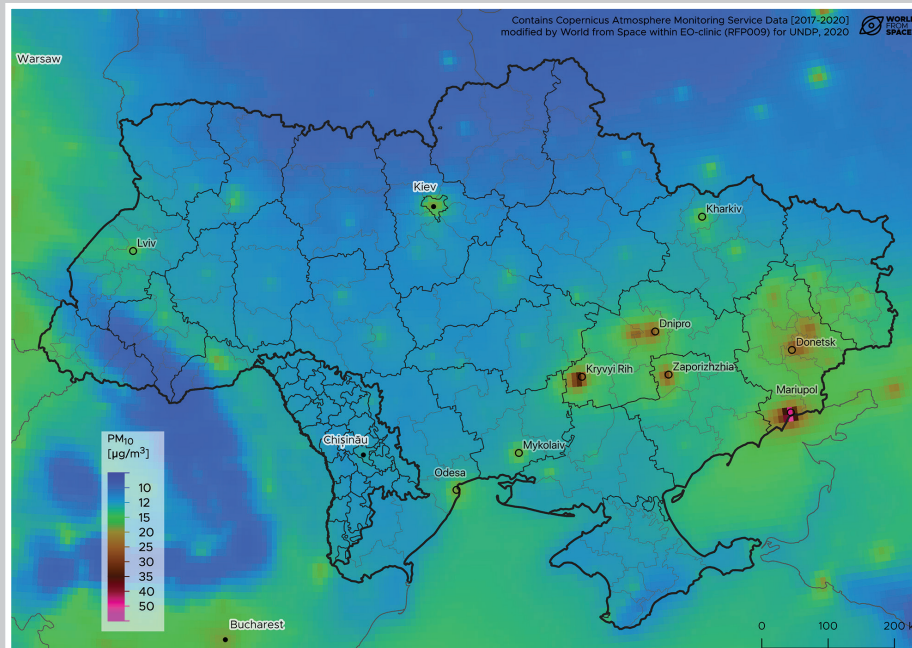 Contains Copernicus Atmosphere Monitoring Service Data [2017-2020]
modified by World from Space within EO-clinic (RFP009) for UNDP, 2020
WORLD
FROM
SPACE
Warsaw
Kiev
Kharkiv
Lviv
Dnipro
Donetsk
Kryvyi Rih
Zaporizhzhia
Mariupol
Chișinău
Mykolaiv
Odesa
PM₁₀
[µg/m³]
10
12
15
20
25
30
35
40
50
Bucharest
0 100 200 k